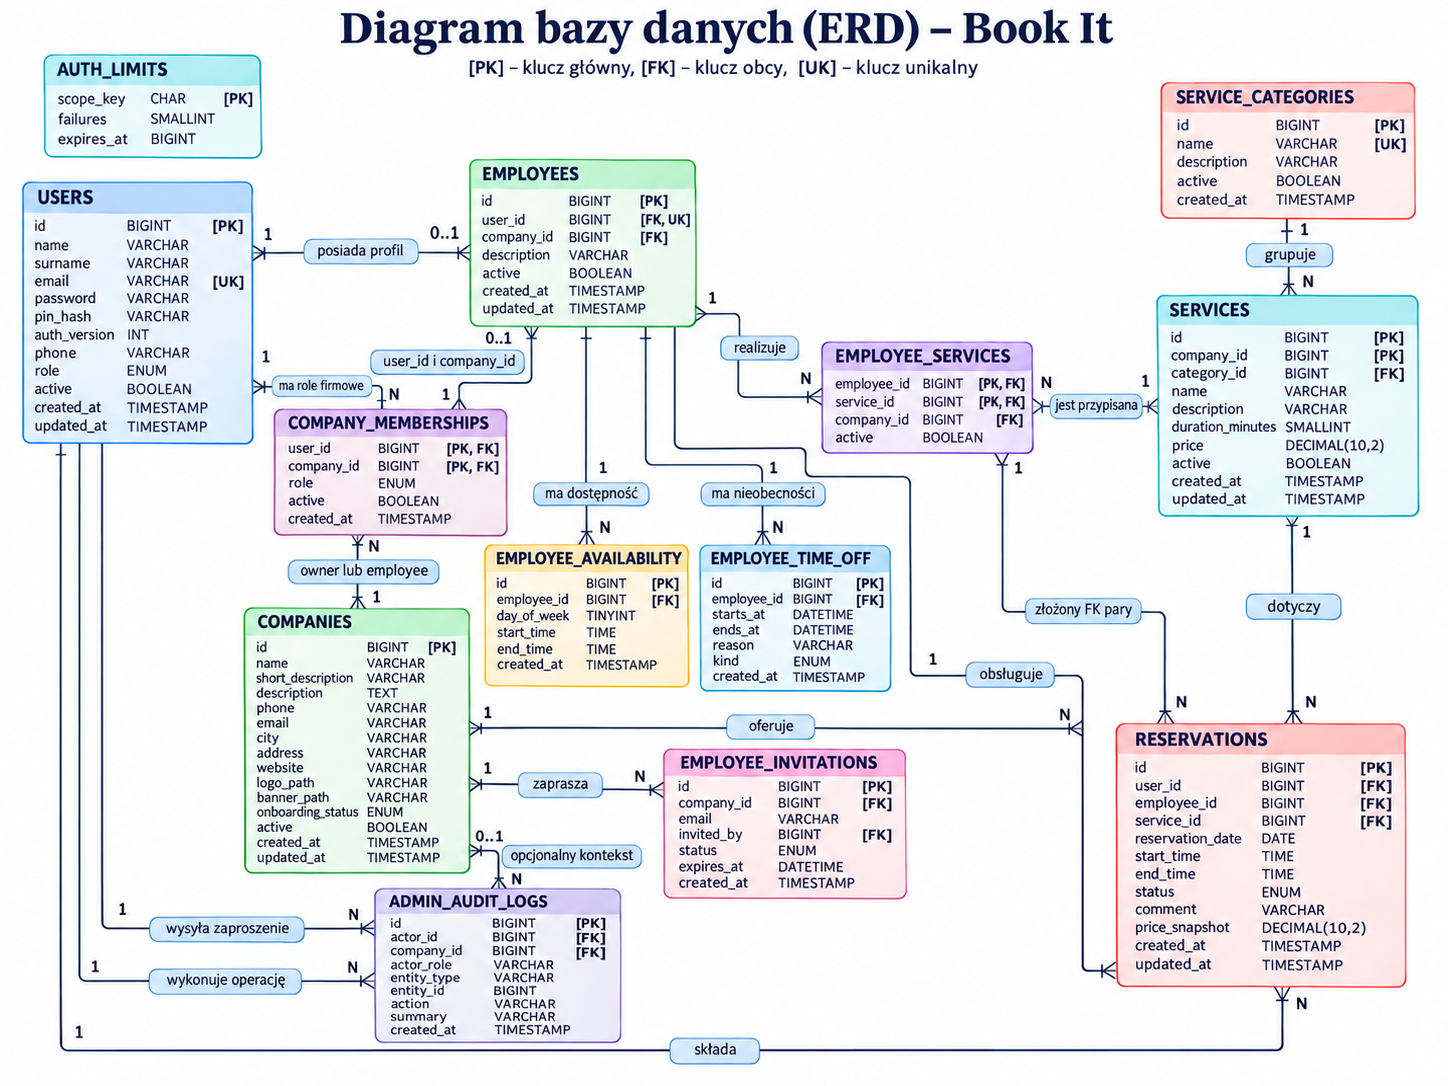 Diagram bazy danych (ERD) – Book It
[PK] – klucz główny, [FK] – klucz obcy, [UK] – klucz unikalny
AUTH_LIMITS
scope_key CHAR [PK]
failures SMALLINT
expires_at BIGINT
USERS
id BIGINT [PK]
name VARCHAR
surname VARCHAR
email VARCHAR [UK]
password VARCHAR
pin_hash VARCHAR
auth_version INT
phone VARCHAR
role ENUM
active BOOLEAN
created_at TIMESTAMP
updated_at TIMESTAMP
1 posiada profil 0..1
EMPLOYEES
id BIGINT [PK]
user_id BIGINT [FK, UK]
company_id BIGINT [FK]
description VARCHAR
active BOOLEAN
created_at TIMESTAMP
updated_at TIMESTAMP
SERVICE_CATEGORIES
id BIGINT [PK]
name VARCHAR [UK]
description VARCHAR
active BOOLEAN
created_at TIMESTAMP
1
grupuje
N
SERVICES
id BIGINT [PK]
company_id BIGINT [PK]
category_id BIGINT [FK]
name VARCHAR
description VARCHAR
duration_minutes SMALLINT
price DECIMAL(10,2)
active BOOLEAN
created_at TIMESTAMP
updated_at TIMESTAMP
1
realizuje
N
EMPLOYEE_SERVICES
employee_id BIGINT [PK, FK]
service_id BIGINT [PK, FK]
company_id BIGINT [FK]
active BOOLEAN
N jest przypisana 1
0..1
user_id i company_id
1
1 ma role firmowe N
COMPANY_MEMBERSHIPS
user_id BIGINT [PK, FK]
company_id BIGINT [PK, FK]
role ENUM
active BOOLEAN
created_at TIMESTAMP
N
owner lub employee
1
1
ma dostępność
N
1
ma nieobecności
N
EMPLOYEE_AVAILABILITY
id BIGINT [PK]
employee_id BIGINT [FK]
day_of_week TINYINT
start_time TIME
end_time TIME
created_at TIMESTAMP
EMPLOYEE_TIME_OFF
id BIGINT [PK]
employee_id BIGINT [FK]
starts_at DATETIME
ends_at DATETIME
reason VARCHAR
kind ENUM
created_at TIMESTAMP
1
złożony FK pary
N
1
dotyczy
N
1 obsługuje
COMPANIES
id BIGINT [PK]
name VARCHAR
short_description VARCHAR
description TEXT
phone VARCHAR
email VARCHAR
city VARCHAR
address VARCHAR
website VARCHAR
logo_path VARCHAR
banner_path VARCHAR
onboarding_status ENUM
active BOOLEAN
created_at TIMESTAMP
updated_at TIMESTAMP
1 oferuje N
1 zaprasza N
EMPLOYEE_INVITATIONS
id BIGINT [PK]
company_id BIGINT [FK]
email VARCHAR
invited_by BIGINT [FK]
status ENUM
expires_at DATETIME
created_at TIMESTAMP
RESERVATIONS
id BIGINT [PK]
user_id BIGINT [FK]
employee_id BIGINT [FK]
service_id BIGINT [FK]
reservation_date DATE
start_time TIME
end_time TIME
status ENUM
comment VARCHAR
price_snapshot DECIMAL(10,2)
created_at TIMESTAMP
updated_at TIMESTAMP
0..1
opcjonalny kontekst
N
ADMIN_AUDIT_LOGS
id BIGINT [PK]
actor_id BIGINT [FK]
company_id BIGINT [FK]
actor_role VARCHAR
entity_type VARCHAR
entity_id BIGINT
action VARCHAR
summary VARCHAR
created_at TIMESTAMP
1 wysyła zaproszenie N
1 wykonuje operację N
1 składa N